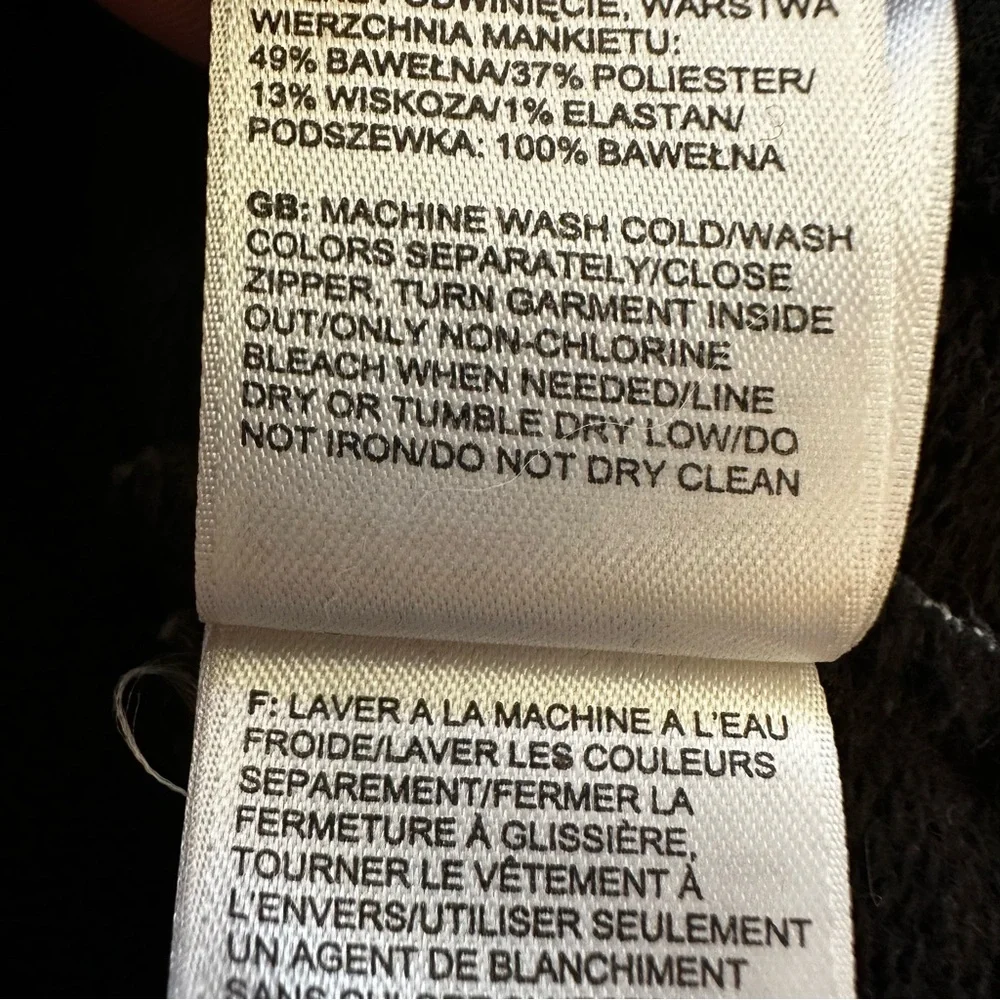 PODWINIĘCIE, WARSTWA
WIERZCHNIA MANKIETU:
49% BAWEŁNA/37% POLIESTER/
13% WISKOZA/1% ELASTAN/
PODSZEWKA: 100% BAWEŁNA
GB: MACHINE WASH COLD/WASH
COLORS SEPARATELY/CLOSE
ZIPPER, TURN GARMENT INSIDE
OUT/ONLY NON-CHLORINE
BLEACH WHEN NEEDED/LINE
DRY OR TUMBLE DRY LOW/DO
NOT IRON/DO NOT DRY CLEAN
F: LAVER A LA MACHINE A L'EAU
FROIDE/LAVER LES COULEURS
SEPAREMENT/FERMER LA
FERMETURE À GLISSIÈRE,
TOURNER LE VÊTEMENT À
L'ENVERS/UTILISER SEULEMENT
UN AGENT DE BLANCHIMENT
SANS